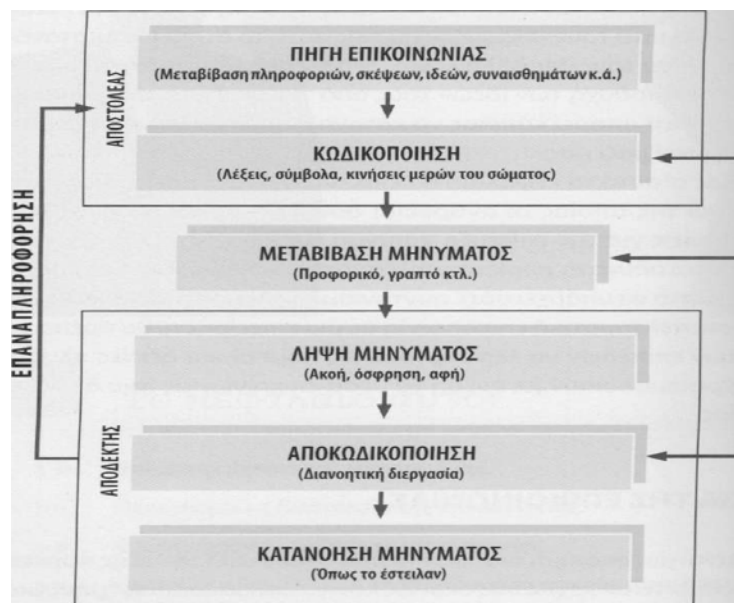 ΠΗΓΗ ΕΠΙΚΟΙΝΩΝΙΑΣ
(Μεταβίβαση πληροφοριών, σκέψεων, ιδεών, συναισθημάτων κ.ά.)
ΑΠΟΣΤΟΛΕΑΣ
ΚΩΔΙΚΟΠΟΙΗΣΗ
(Λέξεις, σύμβολα, κινήσεις μερών του σώματος)
ΕΠΑΝΑΠΛΗΡΟΦΟΡΗΣΗ
ΜΕΤΑΒΙΒΑΣΗ ΜΗΝΥΜΑΤΟΣ
(Προφορικό, γραπτό κτλ.)
ΛΗΨΗ ΜΗΝΥΜΑΤΟΣ
(Ακοή, όσφρηση, αφή)
ΑΠΟΔΕΚΤΗΣ
ΑΠΟΚΩΔΙΚΟΠΟΙΗΣΗ
(Διανοητική διεργασία)
ΚΑΤΑΝΟΗΣΗ ΜΗΝΥΜΑΤΟΣ
(Όπως το έστειλαν)